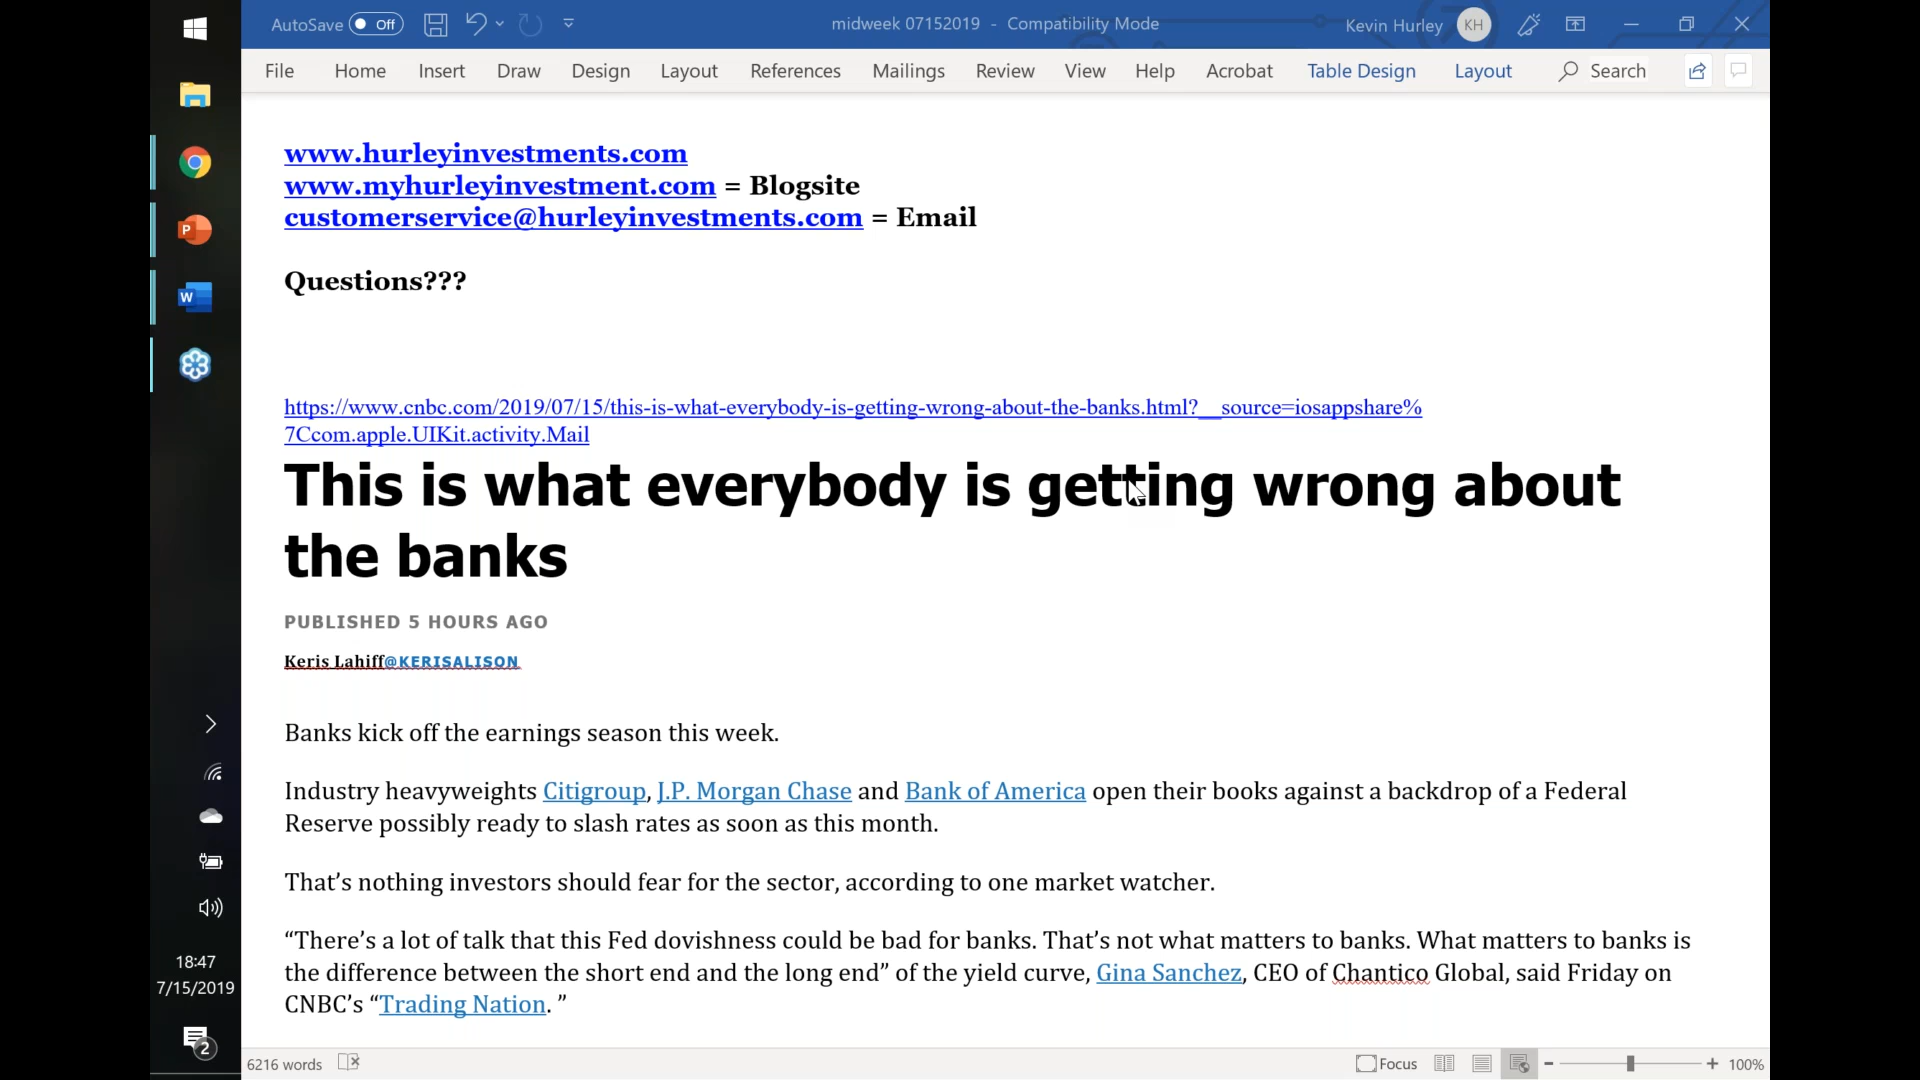 AutoSave Off midweek 07152019 - Compatibility Mode Kevin Hurley KH
File Home Insert Draw Design Layout References Mailings Review View Help Acrobat Table Design Layout Search
www.hurleyinvestments.com
www.myhurleyinvestment.com = Blogsite
customerservice@hurleyinvestments.com = Email
Questions???
https://www.cnbc.com/2019/07/15/this-is-what-everybody-is-getting-wrong-about-the-banks.html?__source=iosappshare%
7Ccom.apple.UIKit.activity.Mail
This is what everybody is getting wrong about
the banks
PUBLISHED 5 HOURS AGO
Keris Lahiff@KERISALISON
Banks kick off the earnings season this week.
Industry heavyweights Citigroup, J.P. Morgan Chase and Bank of America open their books against a backdrop of a Federal
Reserve possibly ready to slash rates as soon as this month.
That’s nothing investors should fear for the sector, according to one market watcher.
“There’s a lot of talk that this Fed dovishness could be bad for banks. That’s not what matters to banks. What matters to banks is
the difference between the short end and the long end” of the yield curve, Gina Sanchez, CEO of Chantico Global, said Friday on
CNBC’s “Trading Nation. ”
P
W
18:47
7/15/2019
2
6216 words Focus 100%